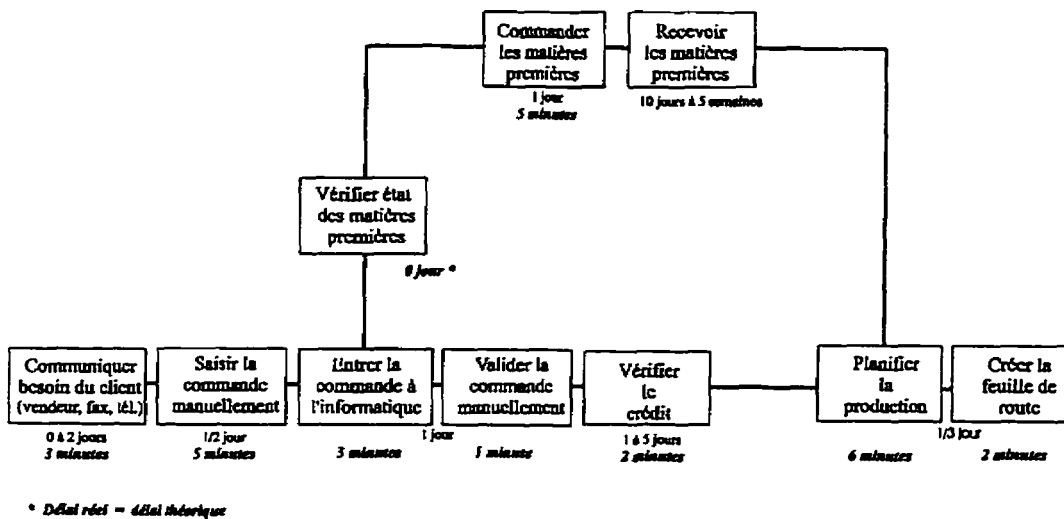 Commander
les matières
premières
1 jour
5 minutes
Recevoir
les matières
premières
10 jours à 5 semaines
Vérifier état
des matières
premières
0 jour *
Communiquer
besoin du client
(vendeur, fax, tél.)
0 à 2 jours
3 minutes
Saisir la
commande
manuellement
1/2 jour
5 minutes
Entrer la
commande à
l'informatique
3 minutes
1 jour
Valider la
commande
manuellement
1 minute
Vérifier
le
crédit
1 à 5 jours
2 minutes
Planifier
la
production
6 minutes
1/3 jour
Créer la
feuille de
route
2 minutes
* Délai réel = délai théorique